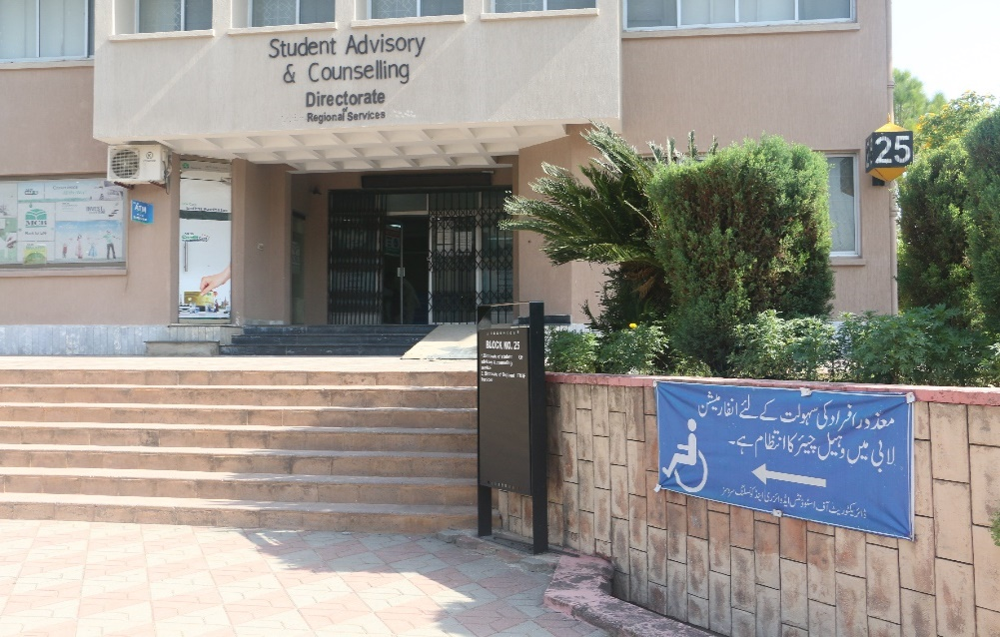 Student Advisory
& Counselling
Directorate
of
Regional Services
25
MCB
BLOCK NO. 25
معذور افراد کی سہولت کے لئے انفارمیشن
لابی میں وہیل چیئر کا انتظام ہے۔
ڈائریکٹوریٹ آف اسٹوڈنٹس ایڈوائزری اینڈ کونسلنگ سروسز